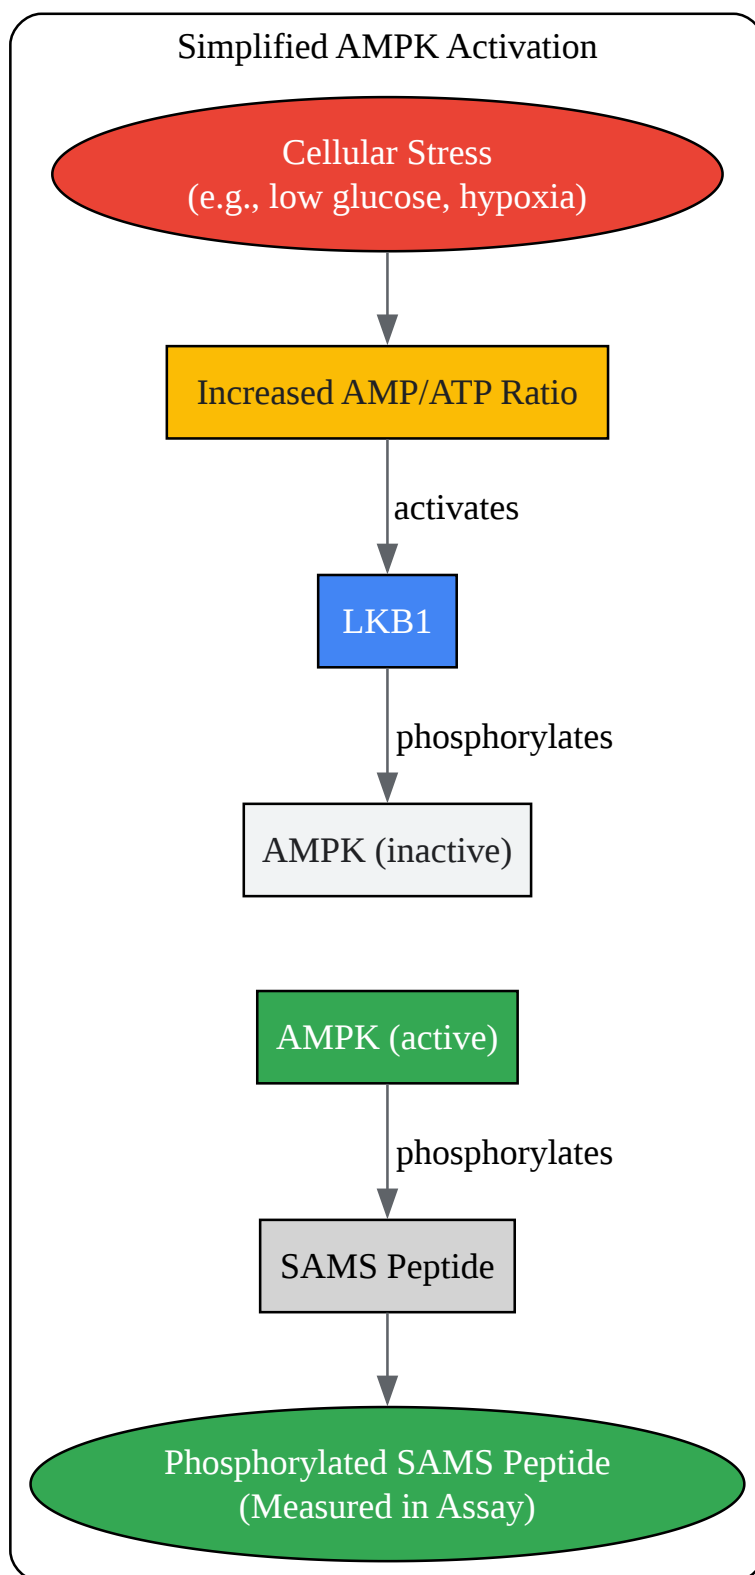 Simplified AMPK Activation
Cellular Stress
(e.g., low glucose, hypoxia)
Increased AMP/ATP Ratio
activates
LKB1
phosphorylates
AMPK (inactive)
AMPK (active)
phosphorylates
SAMS Peptide
Phosphorylated SAMS Peptide
(Measured in Assay)